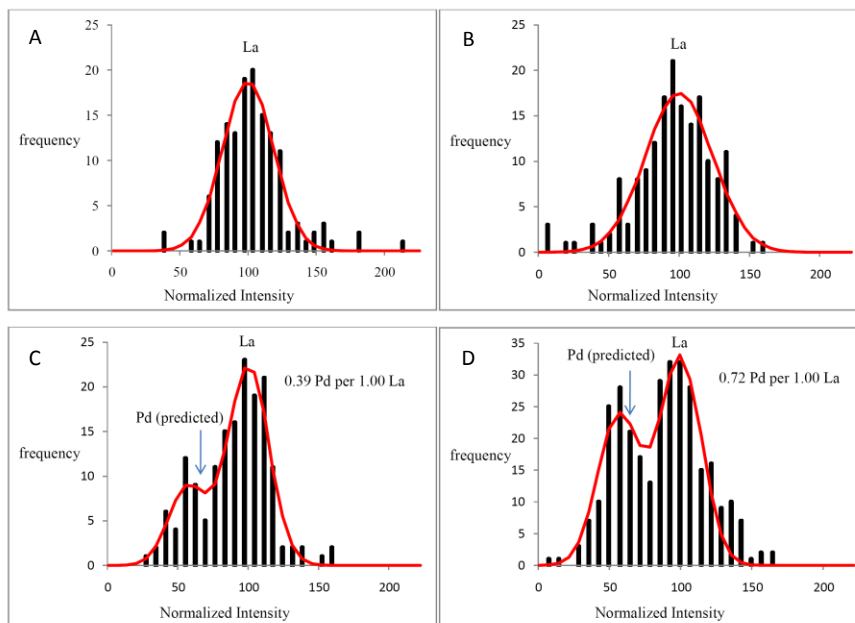 A
La
25
20
15
frequency
10
5
0
0 50 100 150 200
Normalized Intensity
B
La
25
20
15
frequency
10
5
0
0 50 100 150 200
Normalized Intensity
C
La
25
20
15
frequency
10
5
0
Pd (predicted)
0.39 Pd per 1.00 La
0 50 100 150 200
Normalized Intensity
D
La
35
30
25
20
15
frequency
10
5
0
Pd (predicted)
0.72 Pd per 1.00 La
0 50 100 150 200
Normalized Intensity